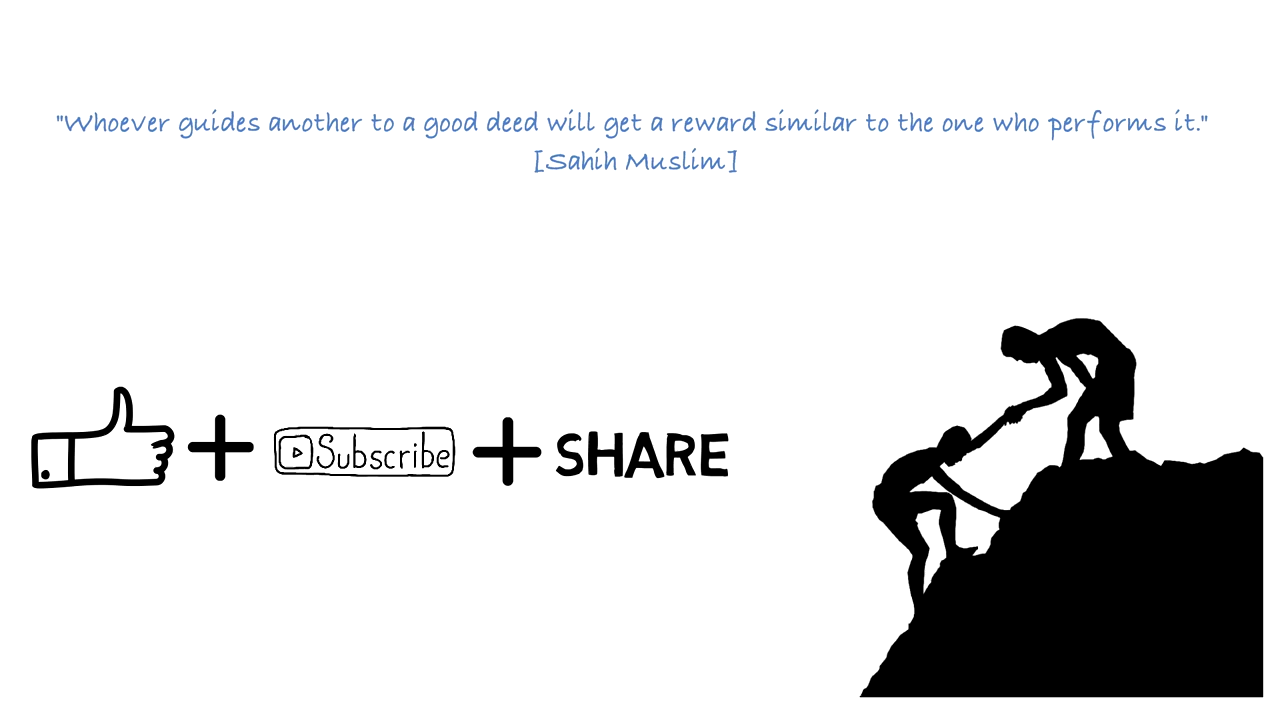 "Whoever guides another to a good deed will get a reward similar to the one who performs it."
[Sahih Muslim]
Subscribe SHARE